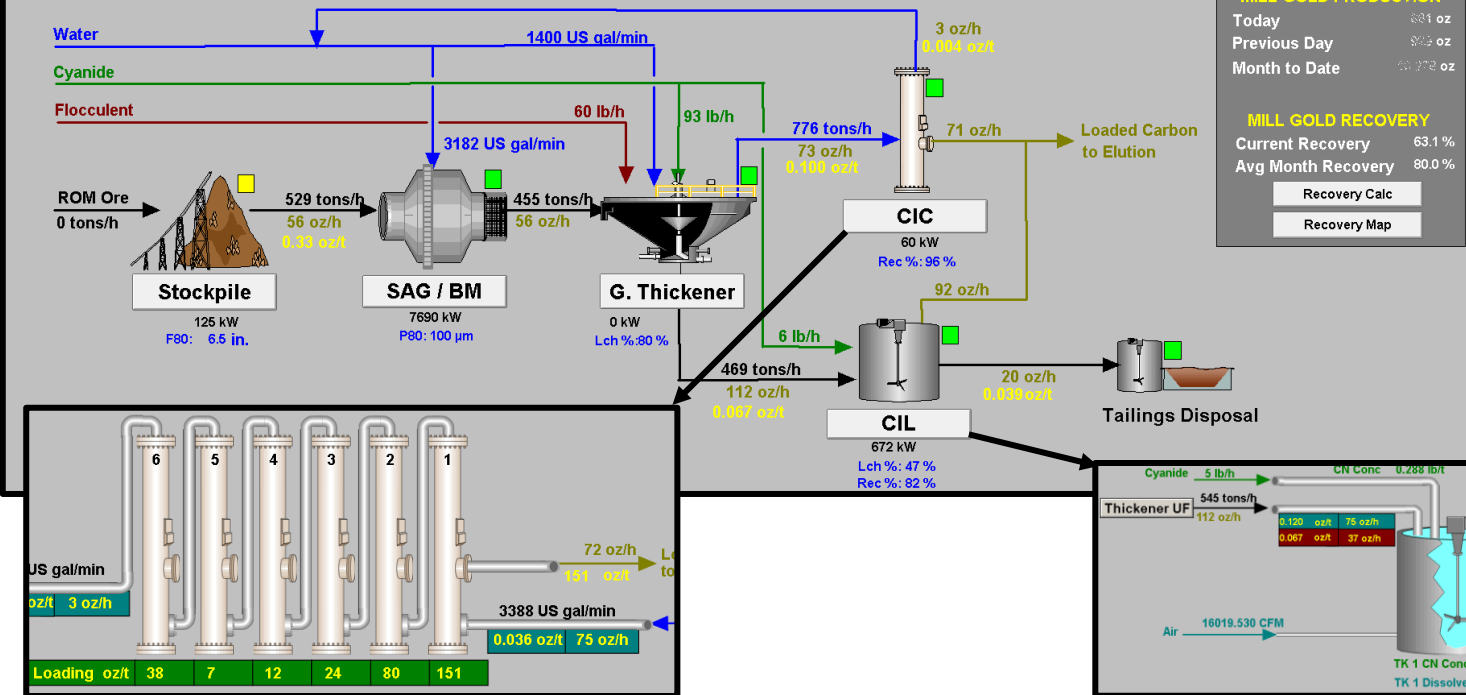 MILL GOLD PRODUCTION
Today oz
Previous Day oz
Month to Date oz
MILL GOLD RECOVERY
Current Recovery 63.1 %
Avg Month Recovery 80.0 %
Recovery Calc
Recovery Map
Water
1400 US gal/min
Cyanide
Flocculent
60 lb/h
93 lb/h
3182 US gal/min
3 oz/h
0.004 oz/t
776 tons/h
73 oz/h
0.100 oz/t
71 oz/h
Loaded Carbon
to Elution
ROM Ore
0 tons/h
529 tons/h
56 oz/h
0.33 oz/t
455 tons/h
56 oz/h
CIC
60 kW
Rec %: 96 %
Stockpile
125 kW
F80: 6.5 in.
SAG / BM
7690 kW
P80: 100 µm
G. Thickener
0 kW
Lch %:80 %
92 oz/h
6 lb/h
469 tons/h
112 oz/h
0.067 oz/t
20 oz/h
0.039 oz/t
Tailings Disposal
CIL
672 kW
Lch %: 47 %
Rec %: 82 %
6 5 4 3 2 1
US gal/min
oz/t 3 oz/h
72 oz/h
151 oz/t
to
3388 US gal/min
0.036 oz/t 75 oz/h
Loading oz/t 38 7 12 24 80 151
Cyanide 5 lb/h
CN Conc 0.288 lb/t
Thickener UF
545 tons/h
112 oz/h
0.120 oz/t 75 oz/h
0.067 oz/t 37 oz/h
Air 16019.530 CFM
TK 1 CN Conc
TK 1 Dissolve